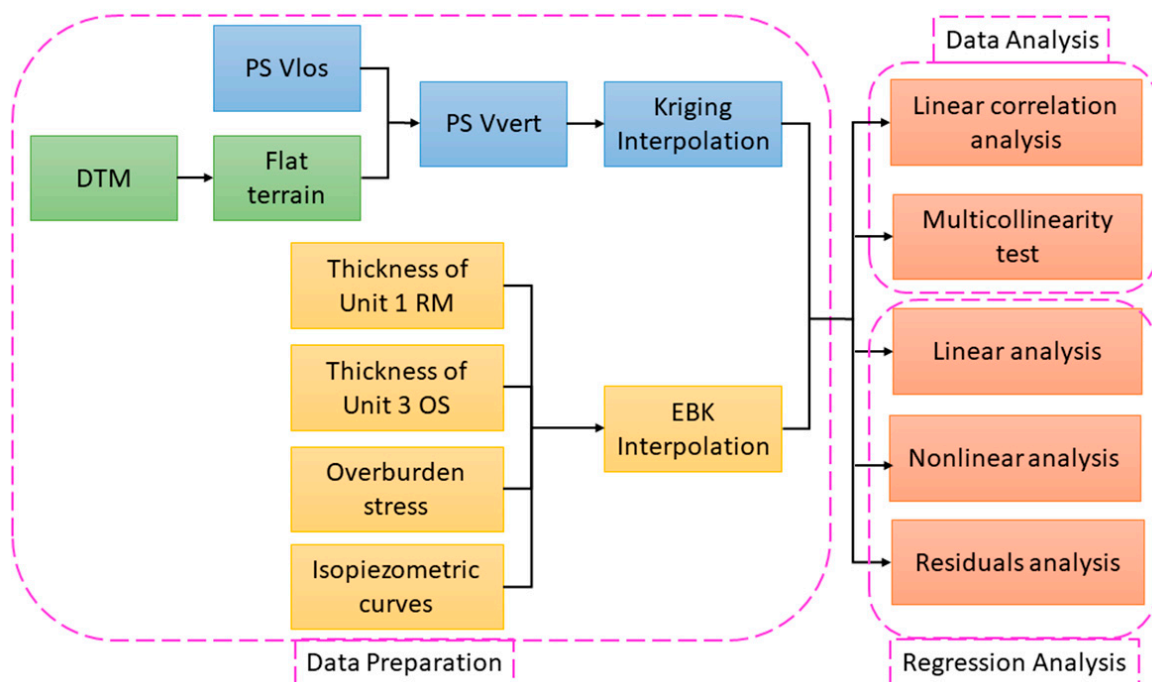 Data Analysis
PS Vlos
PS Vvert
Kriging
Interpolation
DTM
Flat
terrain
Thickness of
Unit 1 RM
Thickness of
Unit 3 OS
Overburden
stress
Isopiezometric
curves
EBK
Interpolation
Data Preparation
Linear correlation
analysis
Multicollinearity
test
Linear analysis
Nonlinear analysis
Residuals analysis
Regression Analysis